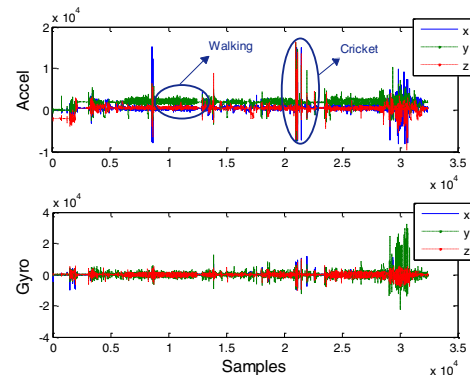 x 10^4
2
1
0
-1
Accel
Walking
Cricket
x
y
z
0 0.5 1 1.5 2 2.5 3 3.5
x 10^4
x 10^4
4
2
0
-2
-4
Gyro
x
y
z
0 0.5 1 1.5 2 2.5 3 3.5
x 10^4
Samples